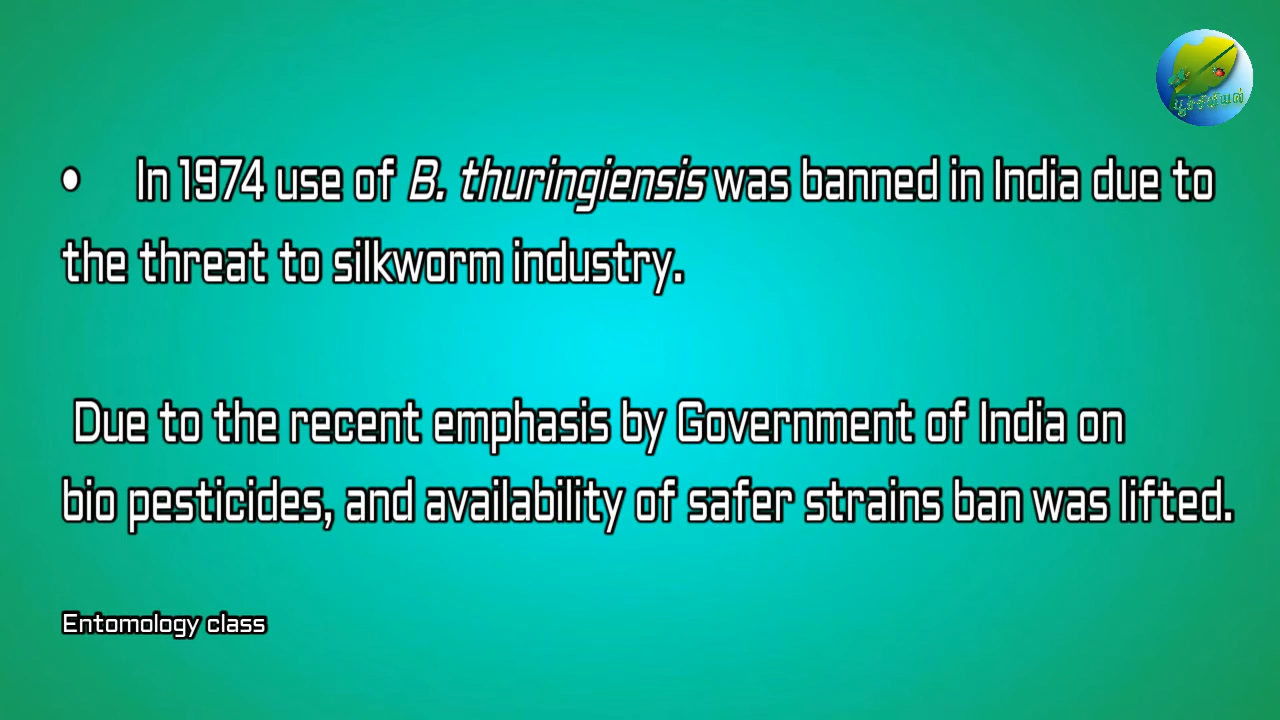 • In 1974 use of B. thuringiensis was banned in India due to
the threat to silkworm industry.
Due to the recent emphasis by Government of India on
bio pesticides, and availability of safer strains ban was lifted.
Entomology class